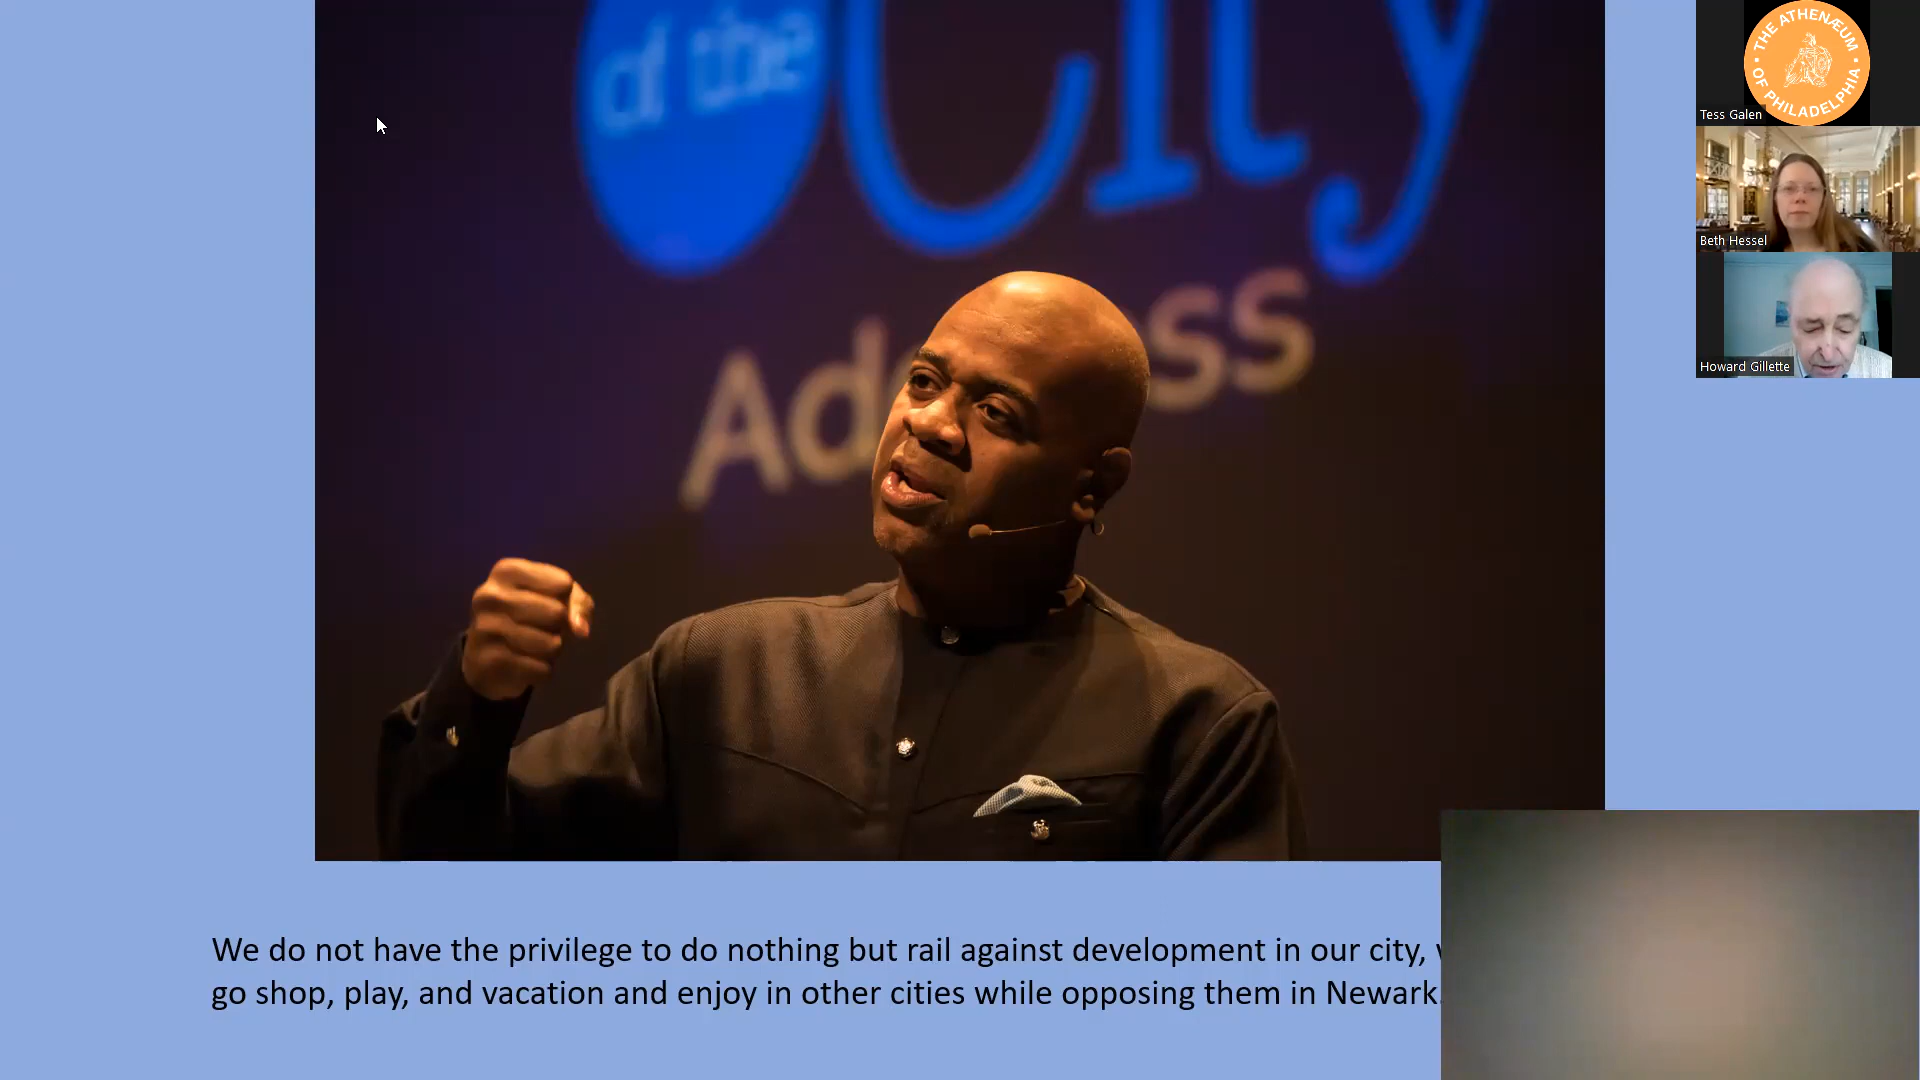 of the City
Address
We do not have the privilege to do nothing but rail against development in our city,
go shop, play, and vacation and enjoy in other cities while opposing them in Newark.
THE ATHENÆUM
OF PHILADELPHIA
Tess Galen
Beth Hessel
Howard Gillette